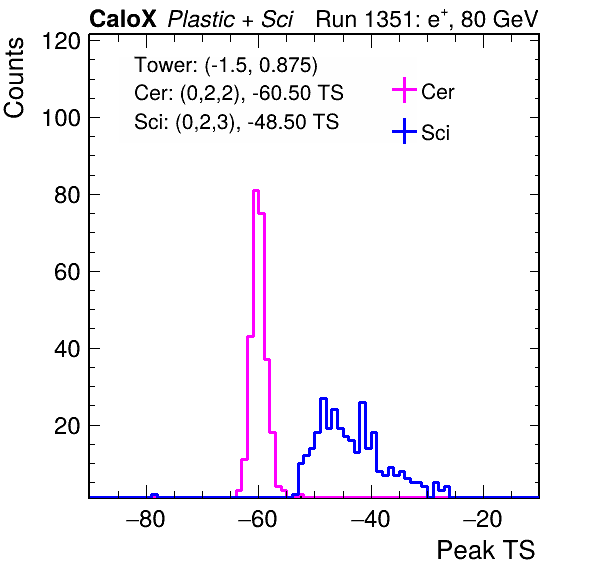 CaloX Plastic + Sci Run 1351: e+, 80 GeV
Counts
120
100
80
60
40
20
Tower: (-1.5, 0.875)
Cer: (0,2,2), -60.50 TS
Sci: (0,2,3), -48.50 TS
Cer
Sci
−80 −60 −40 −20
Peak TS